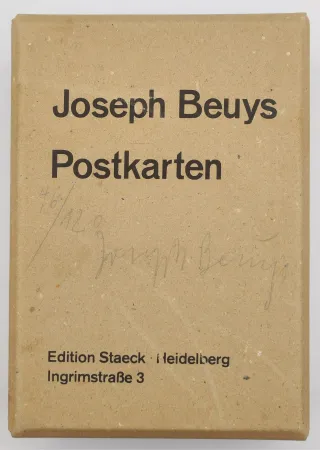 Joseph Beuys
Postkarten
Joseph Beuys
Edition Staeck · Heidelberg
Ingrimstraße 3